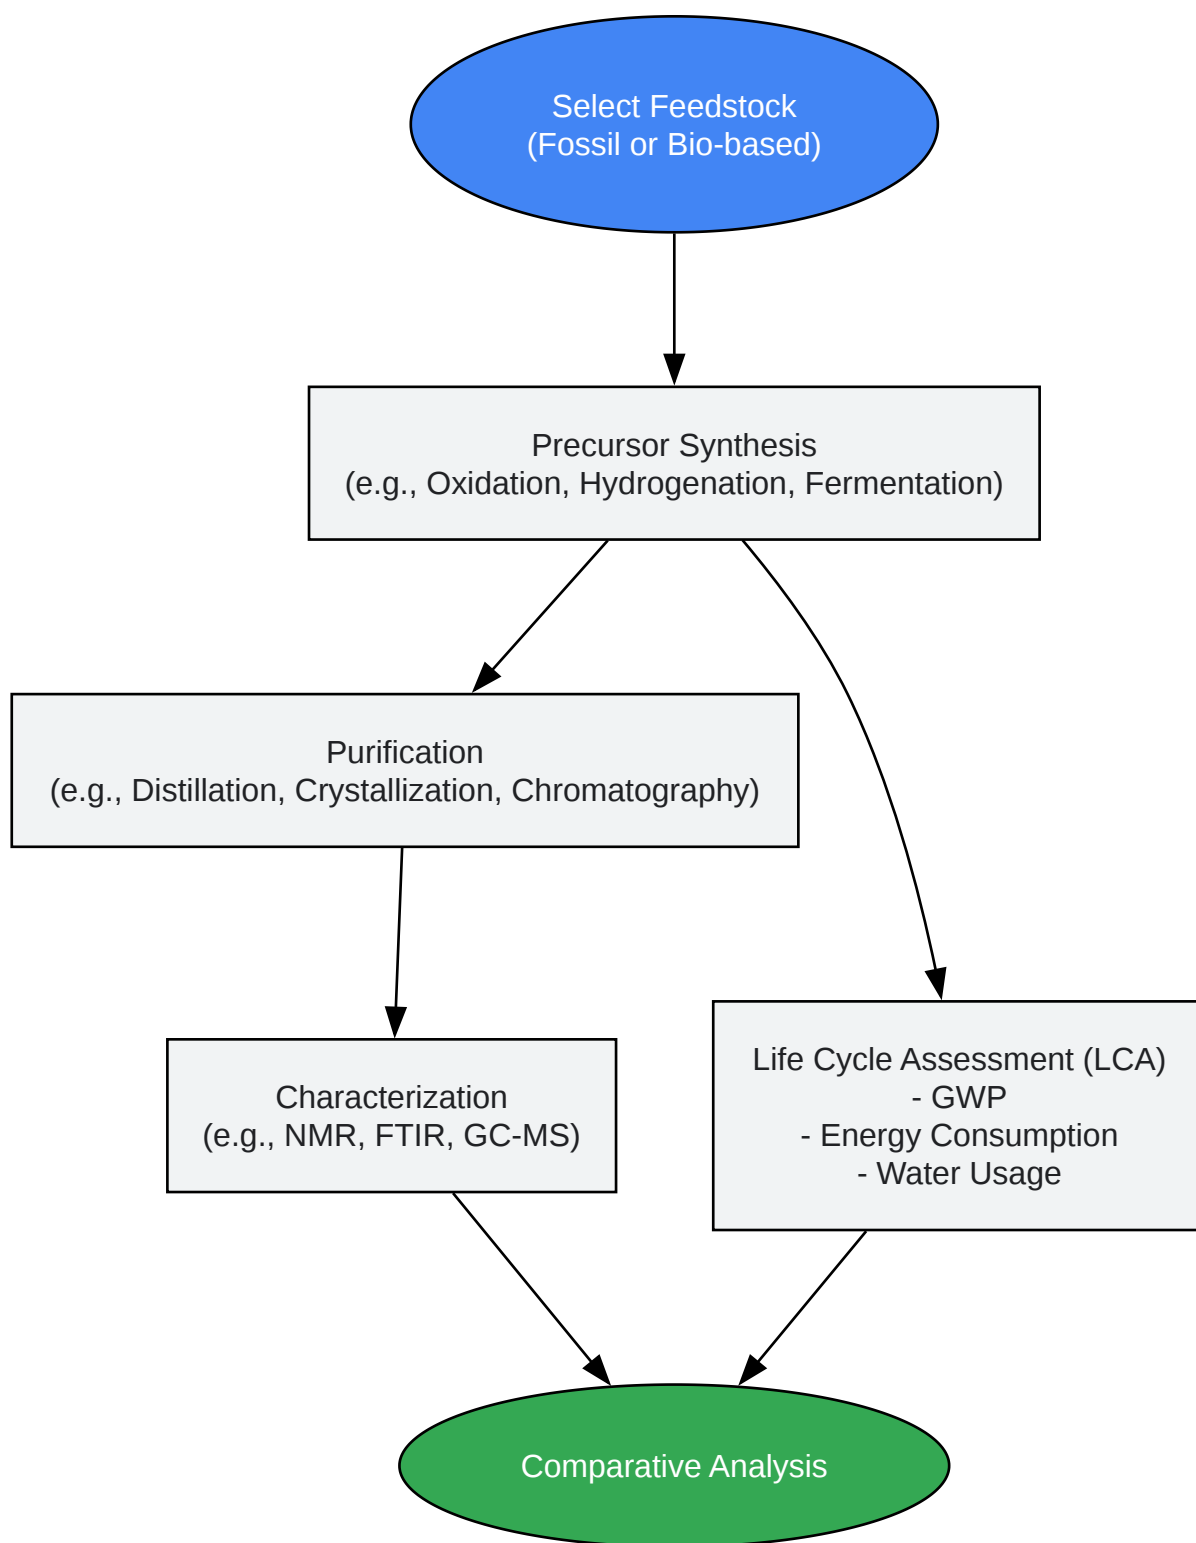 Select Feedstock
(Fossil or Bio-based)
Precursor Synthesis
(e.g., Oxidation, Hydrogenation, Fermentation)
Purification
(e.g., Distillation, Crystallization, Chromatography)
Characterization
(e.g., NMR, FTIR, GC-MS)
Life Cycle Assessment (LCA)
- GWP
- Energy Consumption
- Water Usage
Comparative Analysis